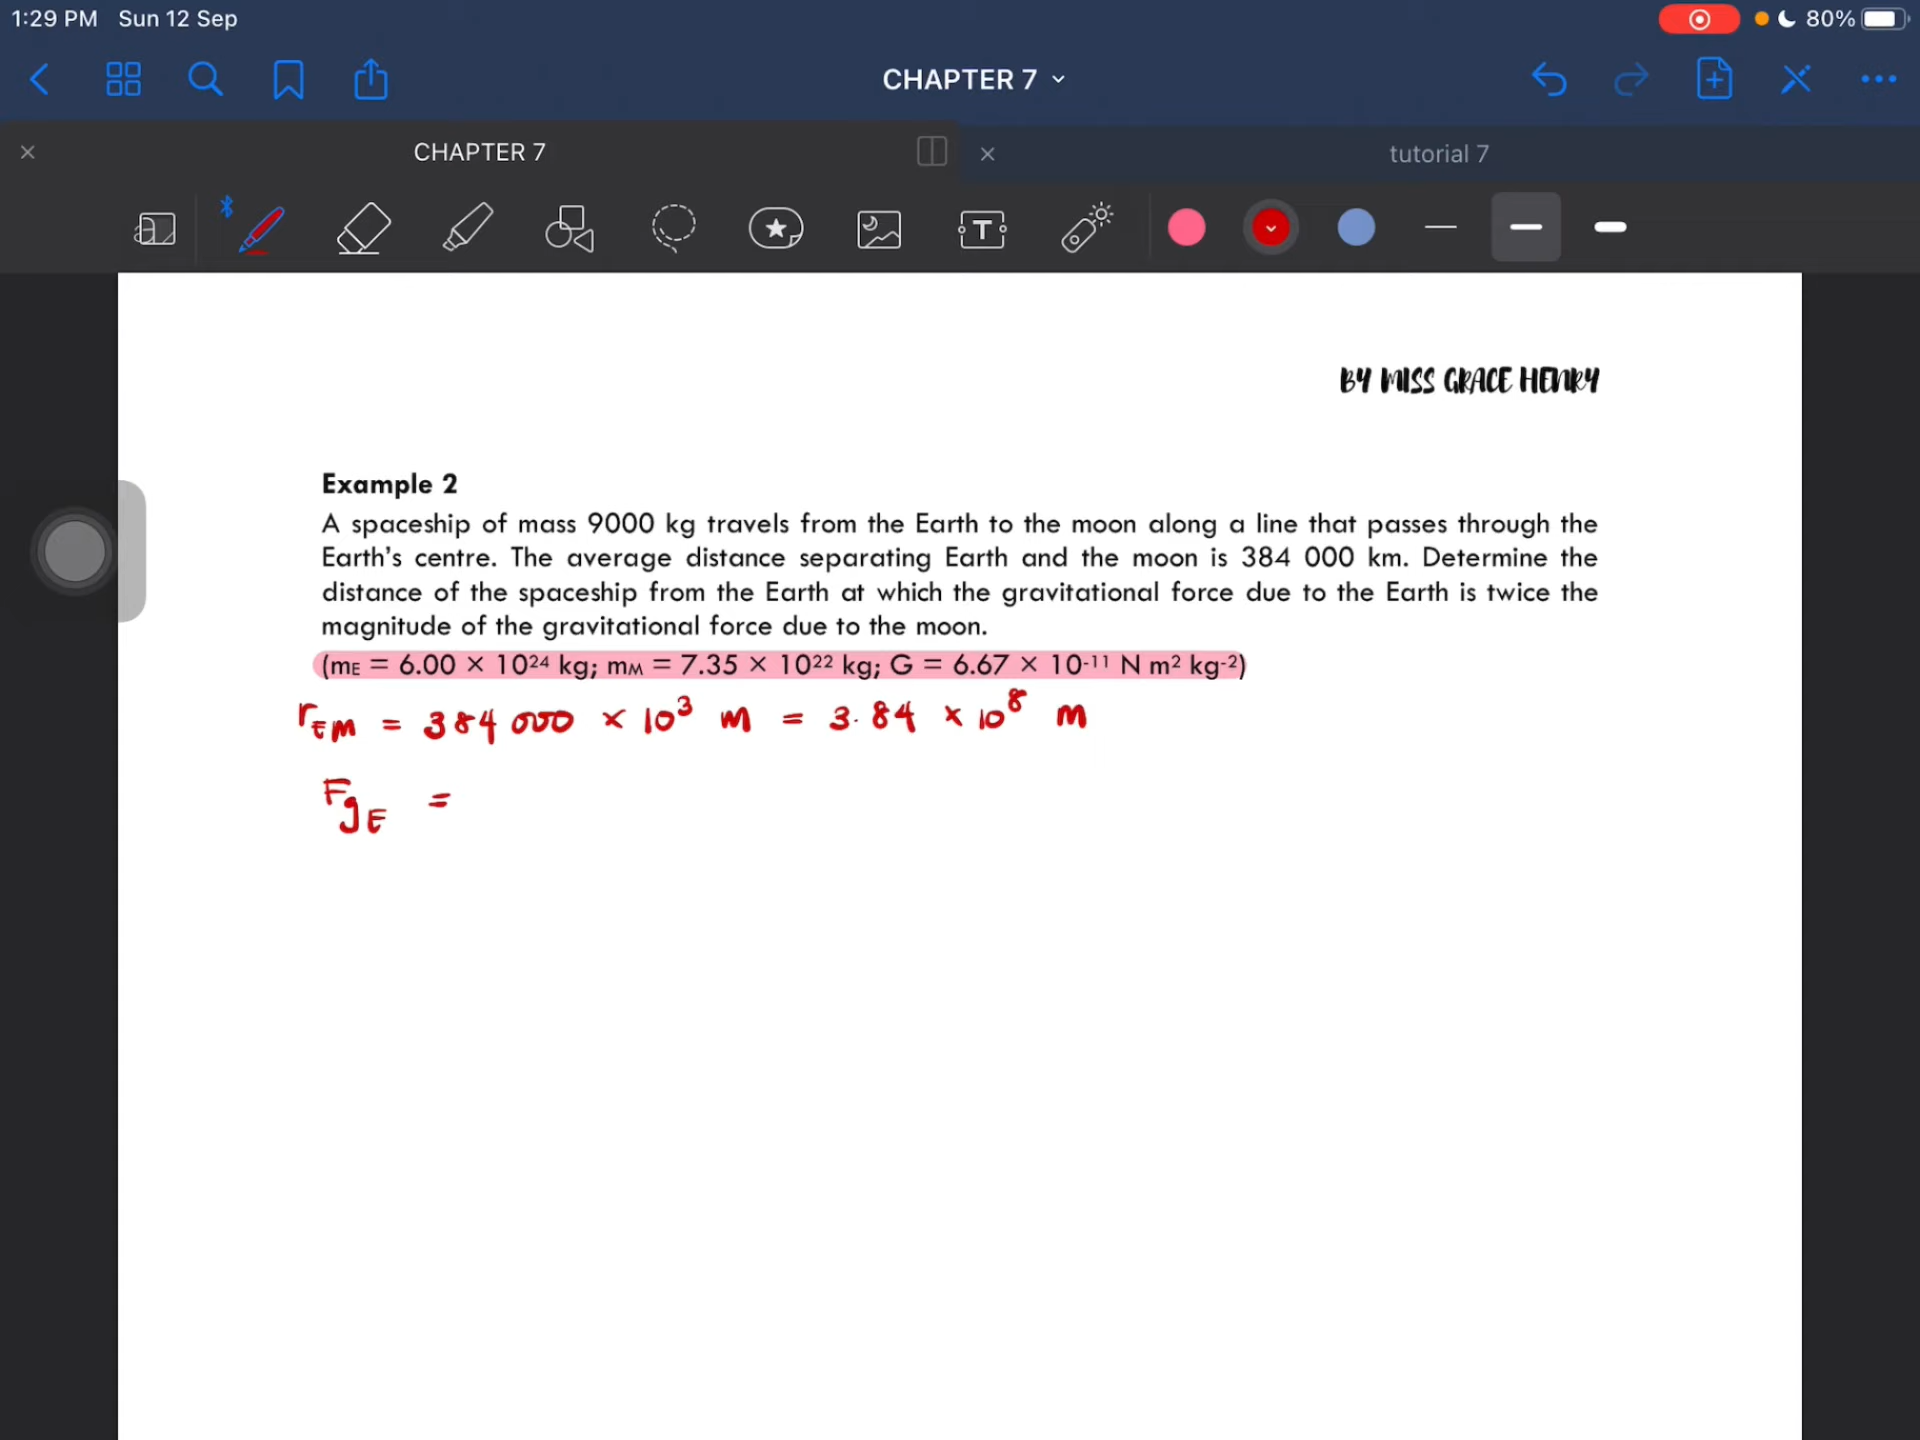 1:29 PM Sun 12 Sep
80%
CHAPTER 7
CHAPTER 7
tutorial 7
BY MISS GRACE HENRY
Example 2
A spaceship of mass 9000 kg travels from the Earth to the moon along a line that passes through the
Earth's centre. The average distance separating Earth and the moon is 384 000 km. Determine the
distance of the spaceship from the Earth at which the gravitational force due to the Earth is twice the
magnitude of the gravitational force due to the moon.
(mE = 6.00 × 10²⁴ kg; mM = 7.35 × 10²² kg; G = 6.67 × 10⁻¹¹ N m² kg⁻²)
rEM = 384 000 × 10³ m = 3.84 × 10⁸ m
FgE =